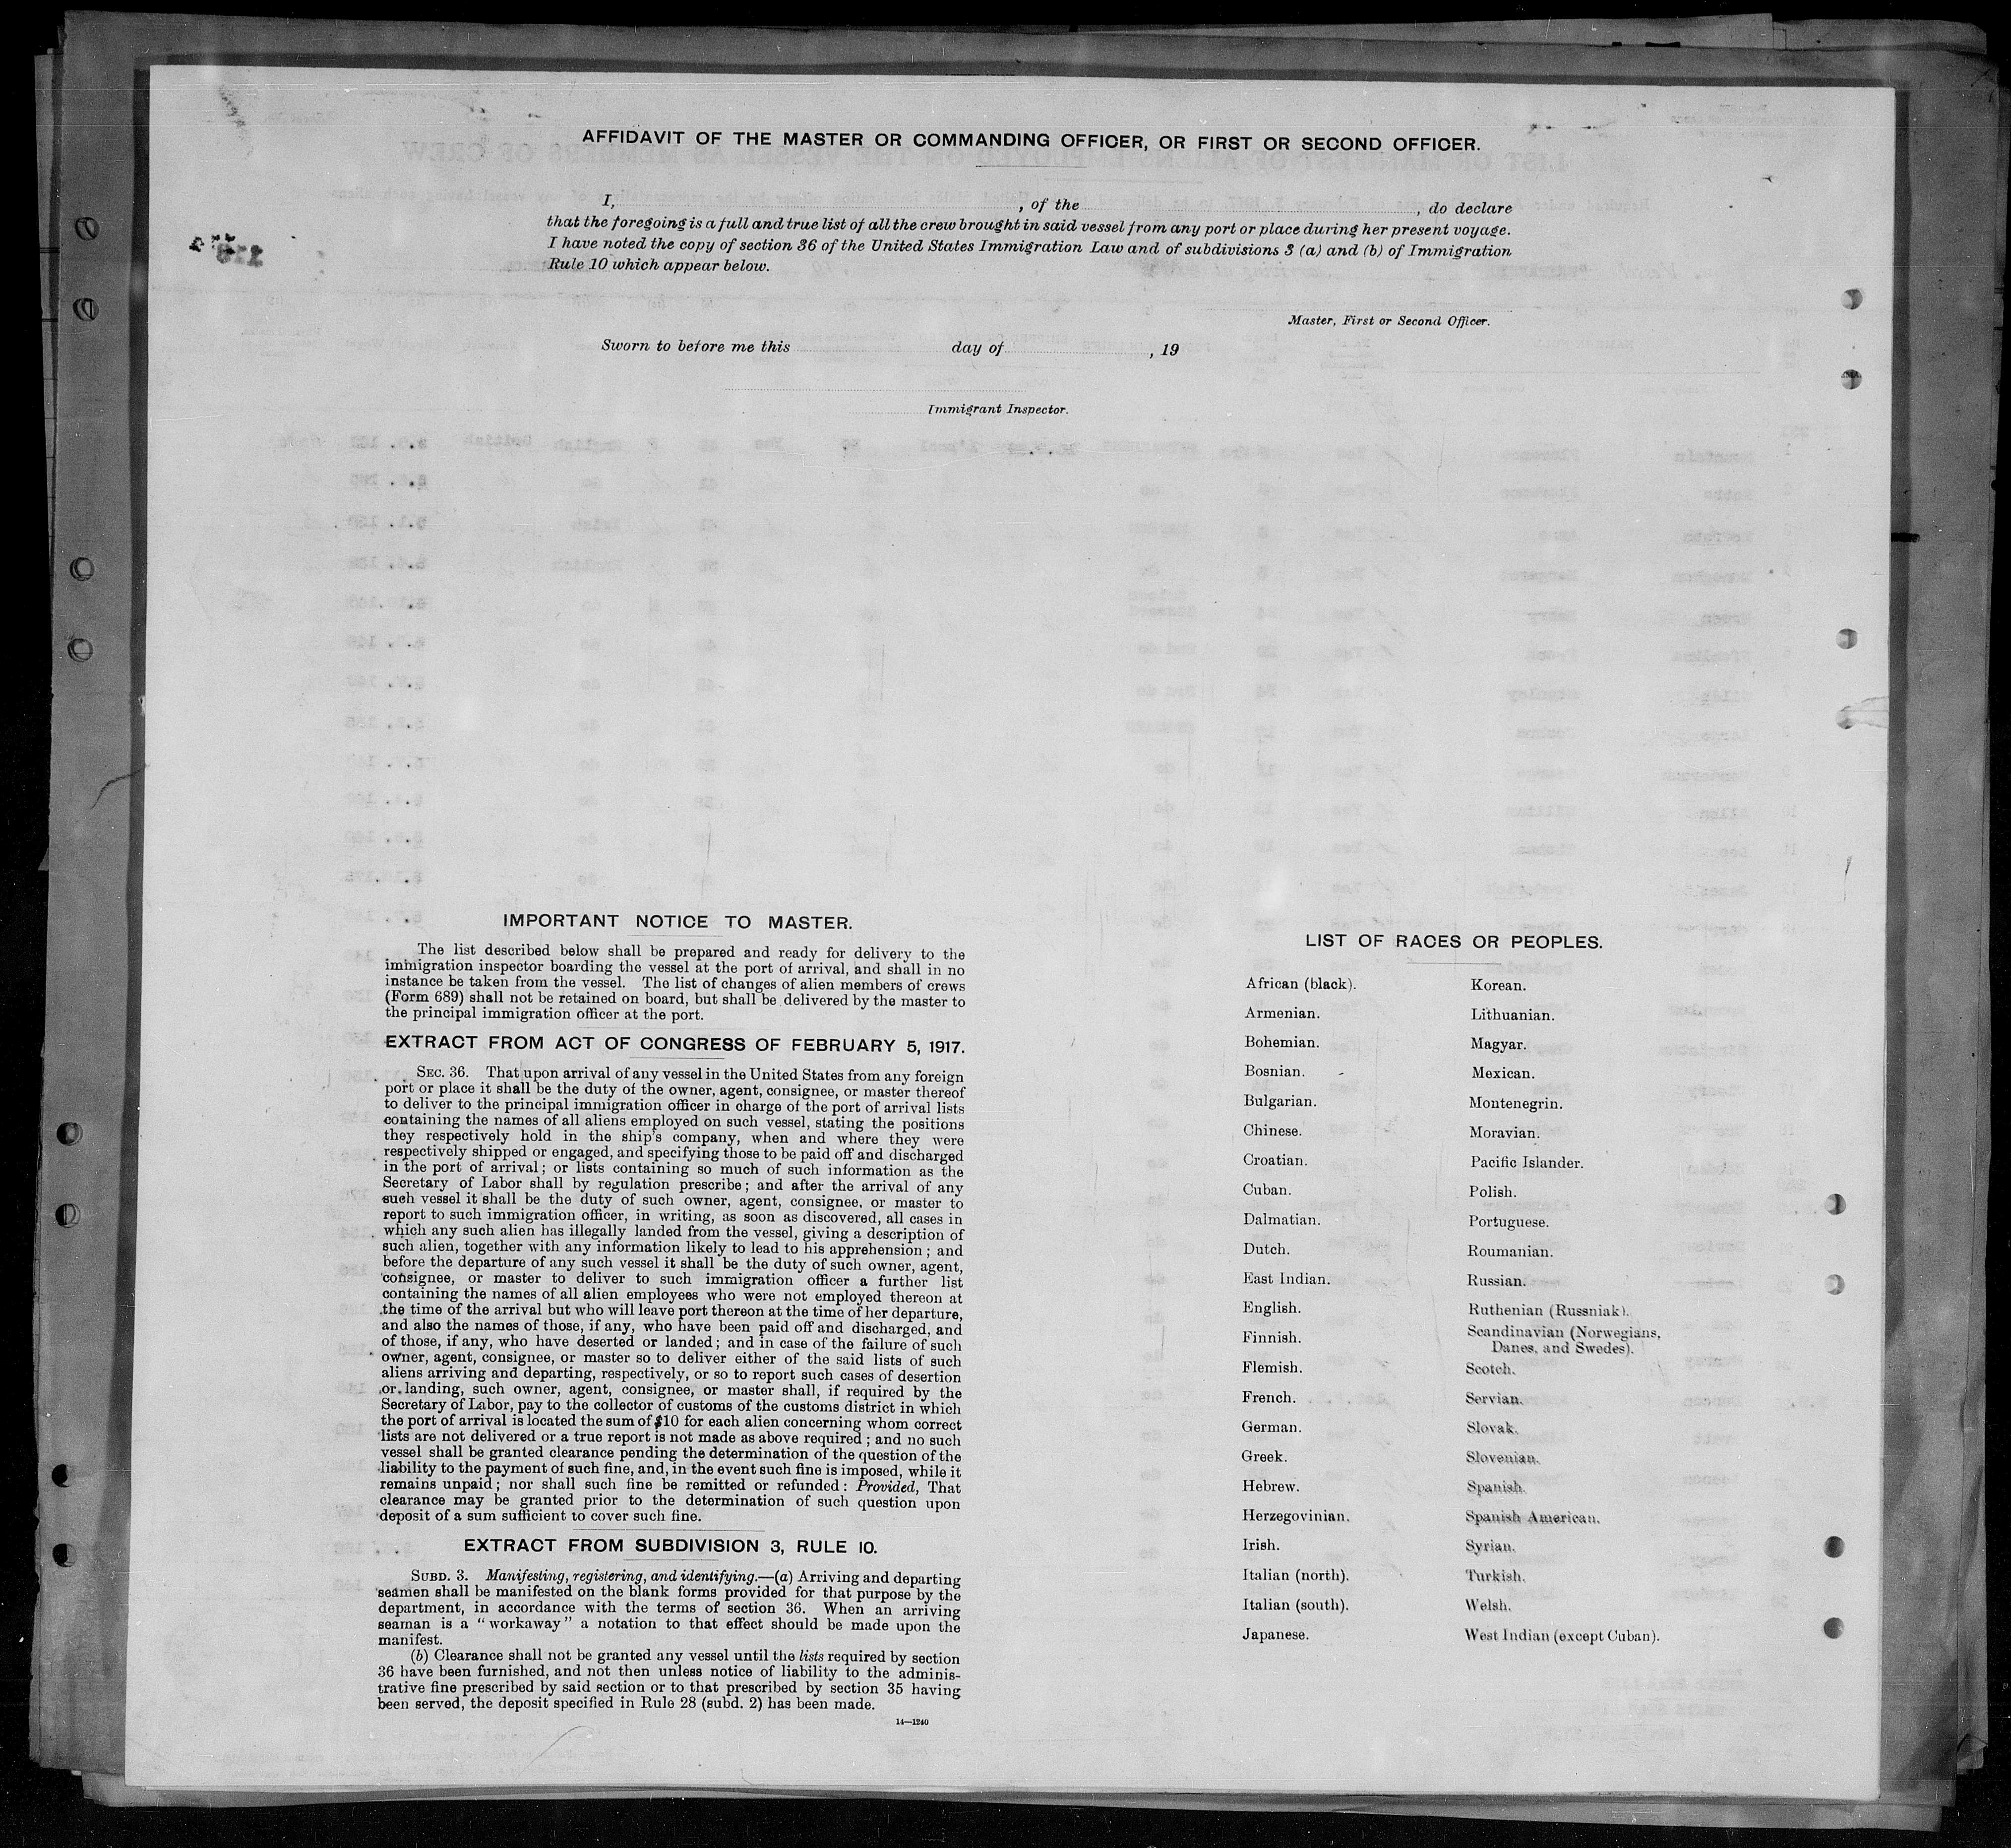 AFFIDAVIT OF THE MASTER OR COMMANDING OFFICER, OR FIRST OR SECOND OFFICER.
I, , of the , do declare
that the foregoing is a full and true list of all the crew brought in said vessel from any port or place during her present voyage.
I have noted the copy of section 36 of the United States Immigration Law and of subdivisions 3 (a) and (b) of Immigration
Rule 10 which appear below.
Master, First or Second Officer.
Sworn to before me this day of , 19
Immigrant Inspector.
IMPORTANT NOTICE TO MASTER.
The list described below shall be prepared and ready for delivery to the
immigration inspector boarding the vessel at the port of arrival, and shall in no
instance be taken from the vessel. The list of changes of alien members of crews
(Form 689) shall not be retained on board, but shall be delivered by the master to
the principal immigration officer at the port.
EXTRACT FROM ACT OF CONGRESS OF FEBRUARY 5, 1917.
SEC. 36. That upon arrival of any vessel in the United States from any foreign
port or place it shall be the duty of the owner, agent, consignee, or master thereof
to deliver to the principal immigration officer in charge of the port of arrival lists
containing the names of all aliens employed on such vessel, stating the positions
they respectively hold in the ship's company, when and where they were
respectively shipped or engaged, and specifying those to be paid off and discharged
in the port of arrival; or lists containing so much of such information as the
Secretary of Labor shall by regulation prescribe; and after the arrival of any
such vessel it shall be the duty of such owner, agent, consignee, or master to
report to such immigration officer, in writing, as soon as discovered, all cases in
which any such alien has illegally landed from the vessel, giving a description of
such alien, together with any information likely to lead to his apprehension; and
before the departure of any such vessel it shall be the duty of such owner, agent,
consignee, or master to deliver to such immigration officer a further list
containing the names of all alien employees who were not employed thereon at
the time of the arrival but who will leave port thereon at the time of her departure,
and also the names of those, if any, who have been paid off and discharged, and
of those, if any, who have deserted or landed; and in case of the failure of such
owner, agent, consignee, or master so to deliver either of the said lists of such
aliens arriving and departing, respectively, or so to report such cases of desertion
or landing, such owner, agent, consignee, or master shall, if required by the
Secretary of Labor, pay to the collector of customs of the customs district in which
the port of arrival is located the sum of $10 for each alien concerning whom correct
lists are not delivered or a true report is not made as above required; and no such
vessel shall be granted clearance pending the determination of the question of the
liability to the payment of such fine, and, in the event such fine is imposed, while it
remains unpaid; nor shall such fine be remitted or refunded: Provided, That
clearance may be granted prior to the determination of such question upon
deposit of a sum sufficient to cover such fine.
EXTRACT FROM SUBDIVISION 3, RULE 10.
SUBD. 3. Manifesting, registering, and identifying.—(a) Arriving and departing
seamen shall be manifested on the blank forms provided for that purpose by the
department, in accordance with the terms of section 36. When an arriving
seaman is a "workaway" a notation to that effect should be made upon the
manifest.
(b) Clearance shall not be granted any vessel until the lists required by section
36 have been furnished, and not then unless notice of liability to the adminis-
trative fine prescribed by said section or to that prescribed by section 35 having
been served, the deposit specified in Rule 28 (subd. 2) has been made.
14—1240
LIST OF RACES OR PEOPLES.
African (black).
Armenian.
Bohemian.
Bosnian.
Bulgarian.
Chinese.
Croatian.
Cuban.
Dalmatian.
Dutch.
East Indian.
English.
Finnish.
Flemish.
French.
German.
Greek.
Hebrew.
Herzegovinian.
Irish.
Italian (north).
Italian (south).
Japanese.
Korean.
Lithuanian.
Magyar.
Mexican.
Montenegrin.
Moravian.
Pacific Islander.
Polish.
Portuguese.
Roumanian.
Russian.
Ruthenian (Russniak).
Scandinavian (Norwegians,
Danes, and Swedes).
Scotch.
Servian.
Slovak.
Slovenian.
Spanish.
Spanish American.
Syrian.
Turkish.
Welsh.
West Indian (except Cuban).